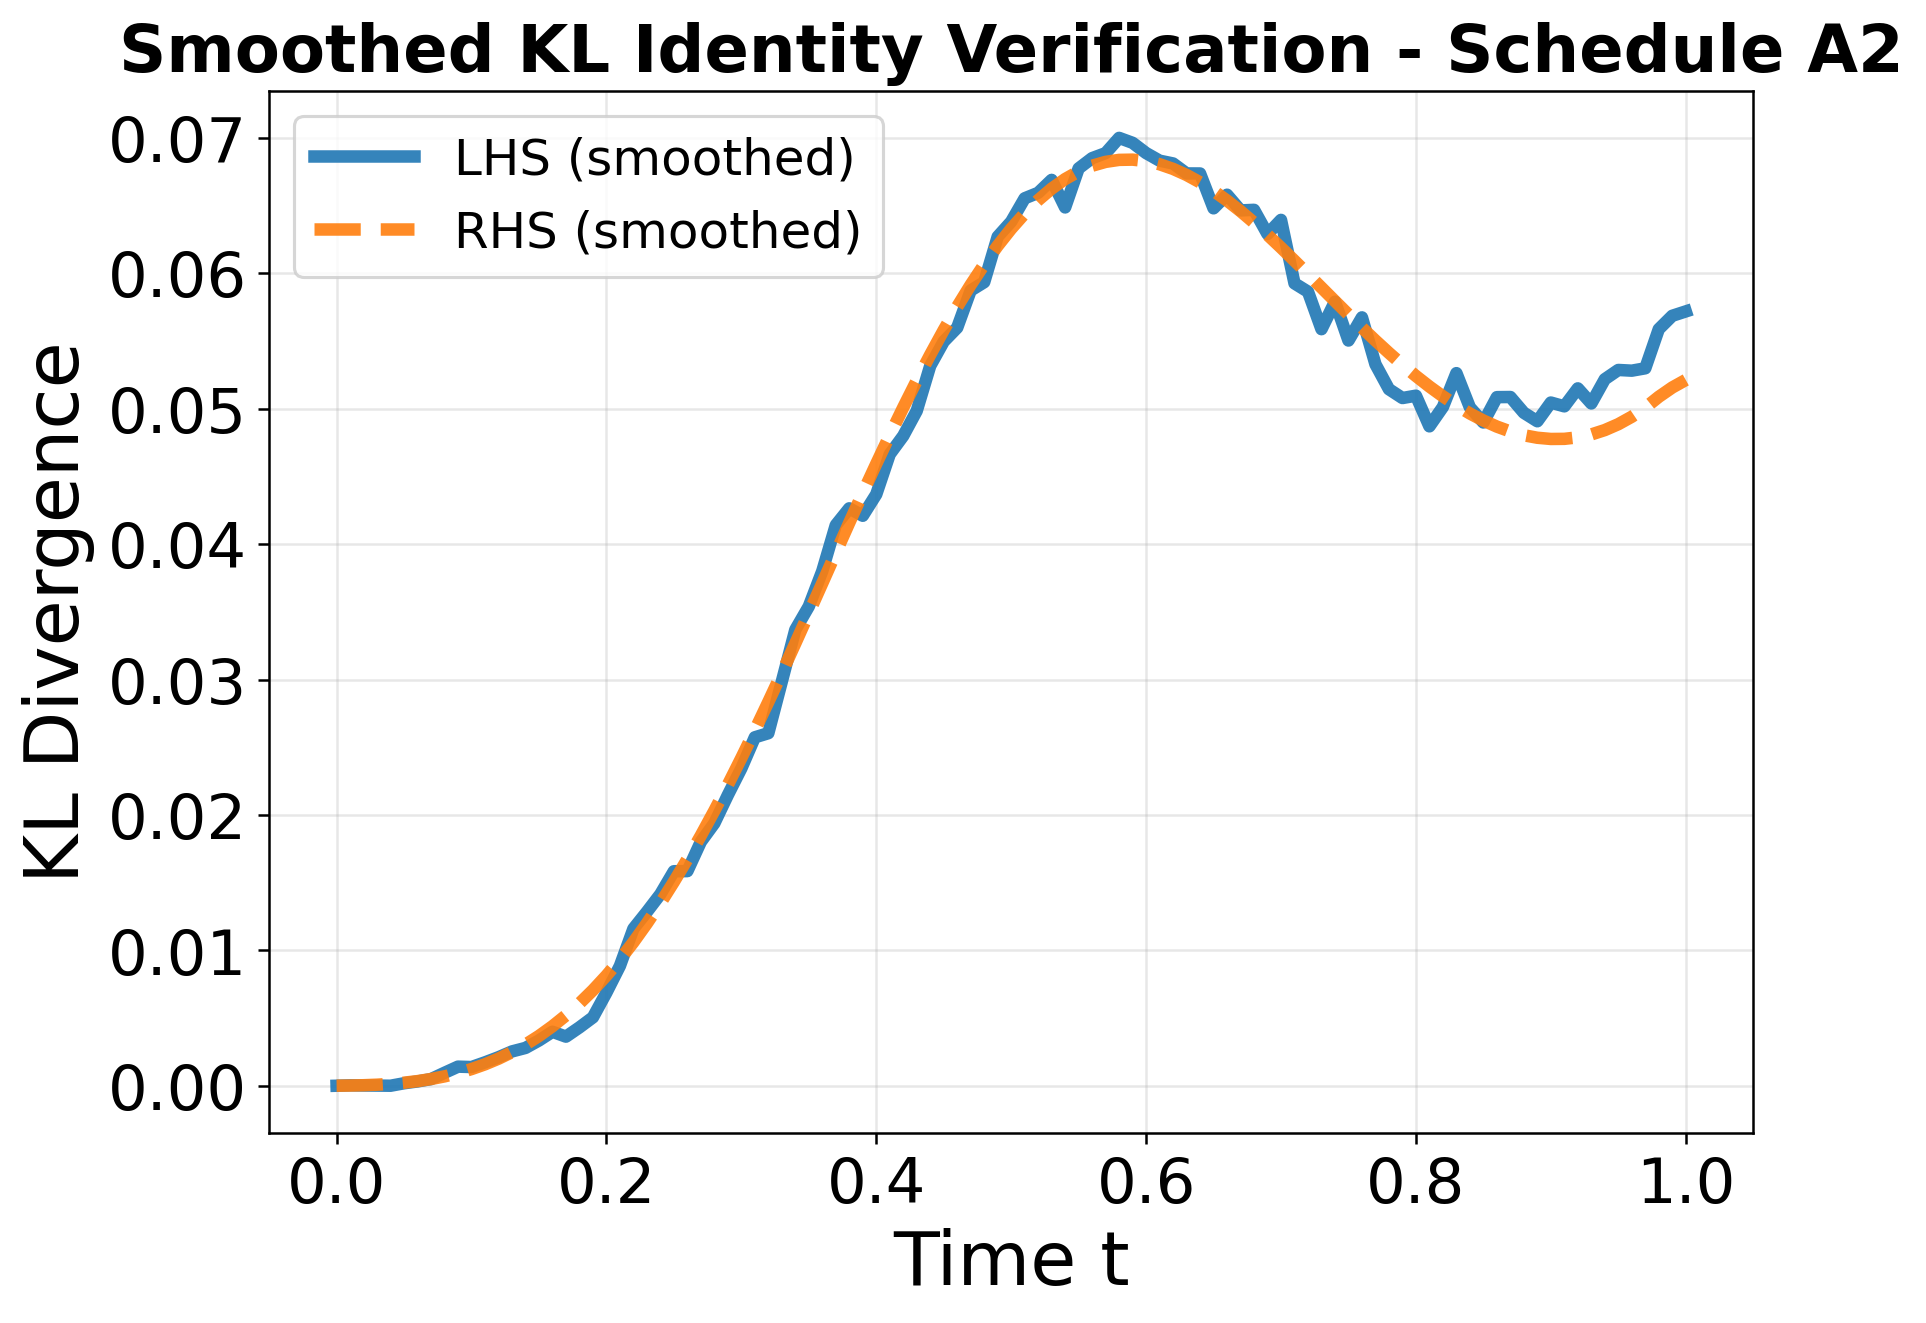 Smoothed KL Identity Verification - Schedule A2
LHS (smoothed)
RHS (smoothed)
KL Divergence
0.07
0.06
0.05
0.04
0.03
0.02
0.01
0.00
0.0 0.2 0.4 0.6 0.8 1.0
Time t